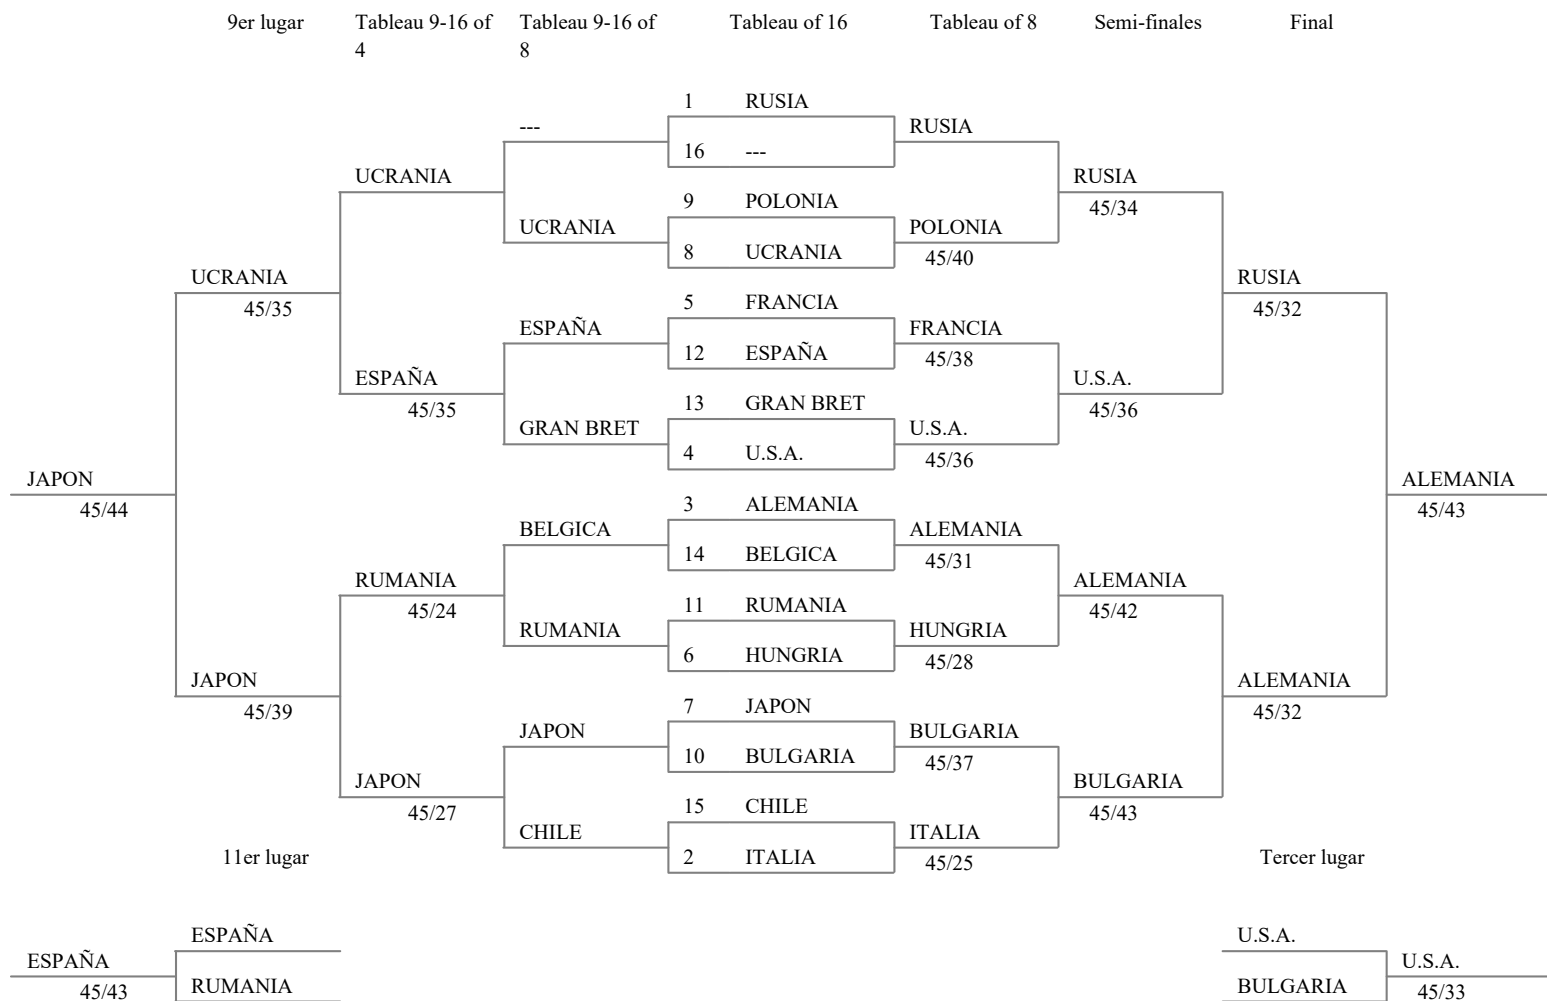 9er lugar Tableau 9-16 of Tableau 9-16 of Tableau of 16 Tableau of 8 Semi-finales Final
4 8
1 RUSIA
--- RUSIA
16 ---
UCRANIA RUSIA
9 POLONIA 45/34
UCRANIA POLONIA
8 UCRANIA 45/40
UCRANIA RUSIA
45/35 5 FRANCIA 45/32
ESPAÑA FRANCIA
12 ESPAÑA 45/38
ESPAÑA U.S.A.
45/35 13 GRAN BRET 45/36
GRAN BRET U.S.A.
4 U.S.A. 45/36
JAPON ALEMANIA
45/44 3 ALEMANIA 45/43
BELGICA ALEMANIA
14 BELGICA 45/31
RUMANIA ALEMANIA
45/24 11 RUMANIA 45/42
RUMANIA HUNGRIA
6 HUNGRIA 45/28
JAPON ALEMANIA
45/39 7 JAPON 45/32
JAPON BULGARIA
10 BULGARIA 45/37
JAPON BULGARIA
45/27 15 CHILE 45/43
CHILE ITALIA
11er lugar 2 ITALIA 45/25 Tercer lugar
ESPAÑA U.S.A.
ESPAÑA U.S.A.
45/43 RUMANIA BULGARIA 45/33